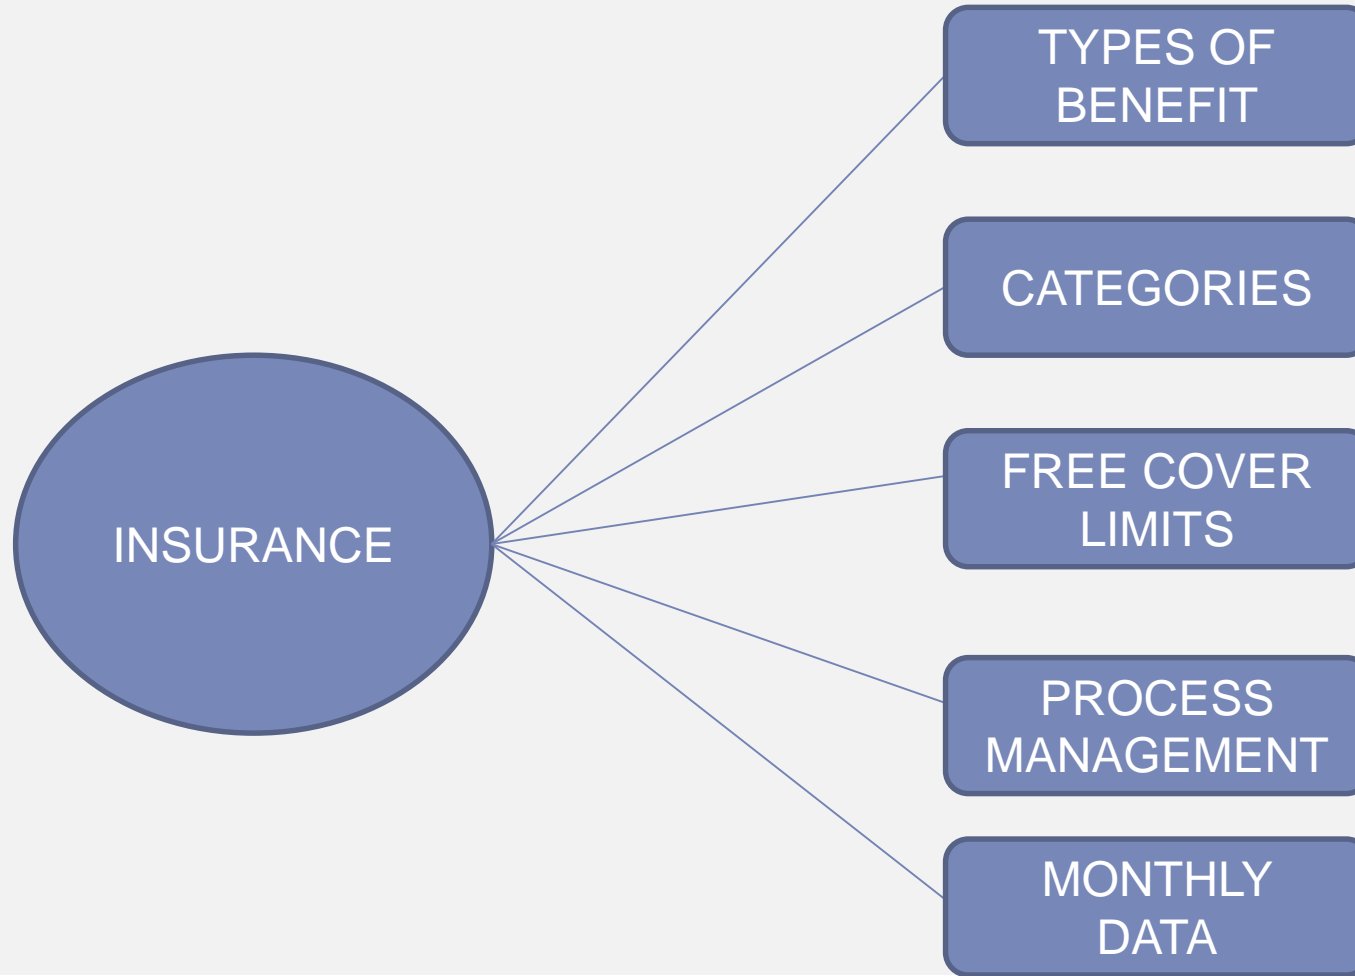 TYPES OF
BENEFIT
CATEGORIES
FREE COVER
LIMITS
INSURANCE
PROCESS
MANAGEMENT
MONTHLY
DATA